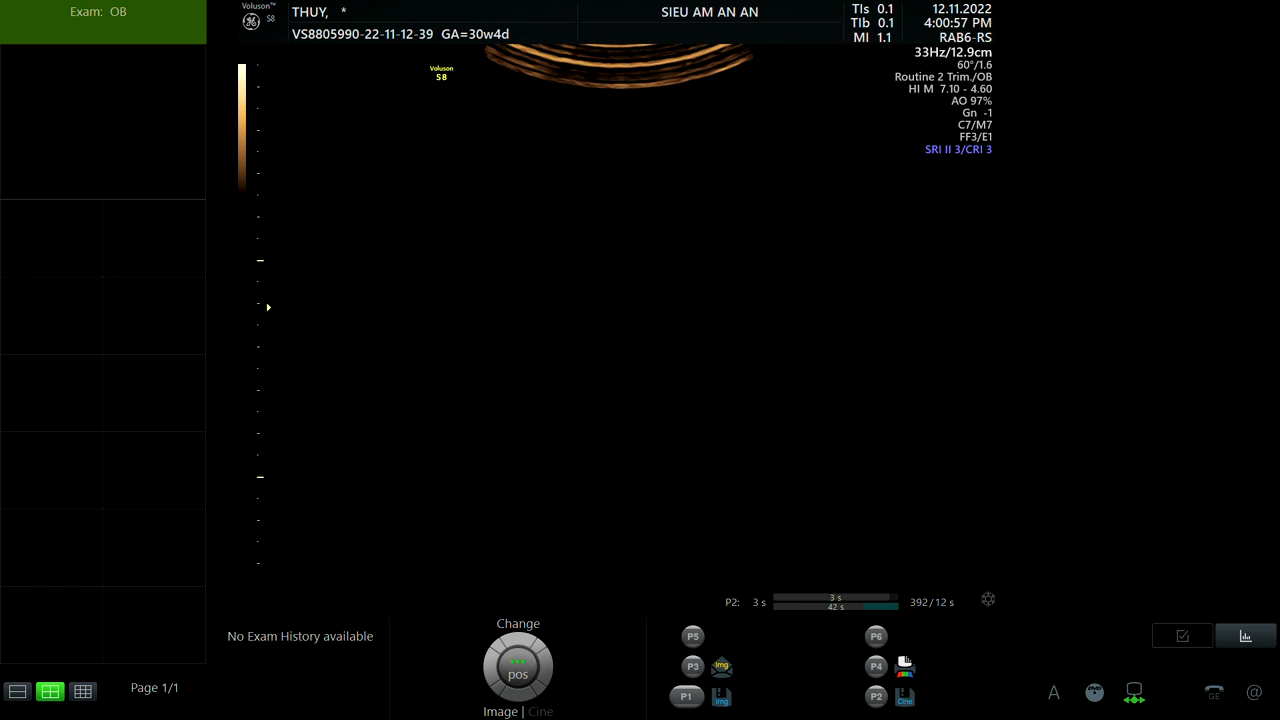 Exam: OB
Voluson™
S8
THUY, *
SIEU AM AN AN
TIs 0.1
12.11.2022
TIb 0.1
4:00:57 PM
VS8805990-22-11-12-39 GA=30w4d
MI 1.1
RAB6-RS
33Hz/12.9cm
60°/1.6
Routine 2 Trim./OB
HI M 7.10 - 4.60
AO 97%
Gn -1
C7/M7
FF3/E1
SRI II 3/CRI 3
Voluson
S8
P2: 3 s
3 s
42 s
392/12 s
No Exam History available
Change
pos
Image | Cine
P5
P3 Img
P1 Img
P6
P4
P2 Cine
Page 1/1
A
GE
@